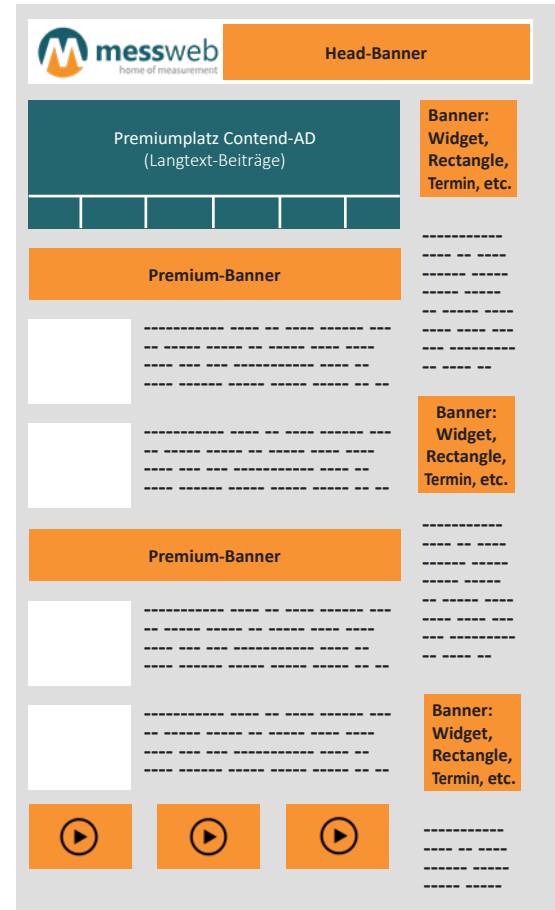 messweb
home of measurement
Head-Banner
Premiumplatz Contend-AD
(Langtext-Beiträge)
Banner:
Widget,
Rectangle,
Termin, etc.
Premium-Banner
Banner:
Widget,
Rectangle,
Termin, etc.
Premium-Banner
Banner:
Widget,
Rectangle,
Termin, etc.